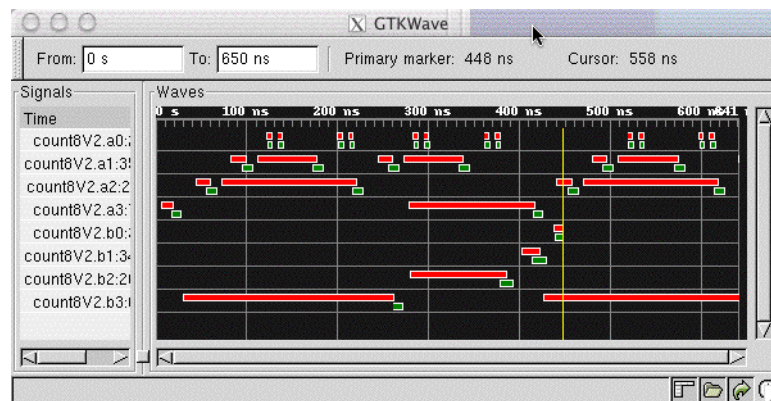 X GTKWave
From: 0 s To: 650 ns Primary marker: 448 ns Cursor: 558 ns
Signals Waves
Time 0 s 100 ns 200 ns 300 ns 400 ns 500 ns 600 ns
count8V2.a0:
count8V2.a1:3
count8V2.a2:2
count8V2.a3:
count8V2.b0:
count8V2.b1:3
count8V2.b2:2
count8V2.b3: